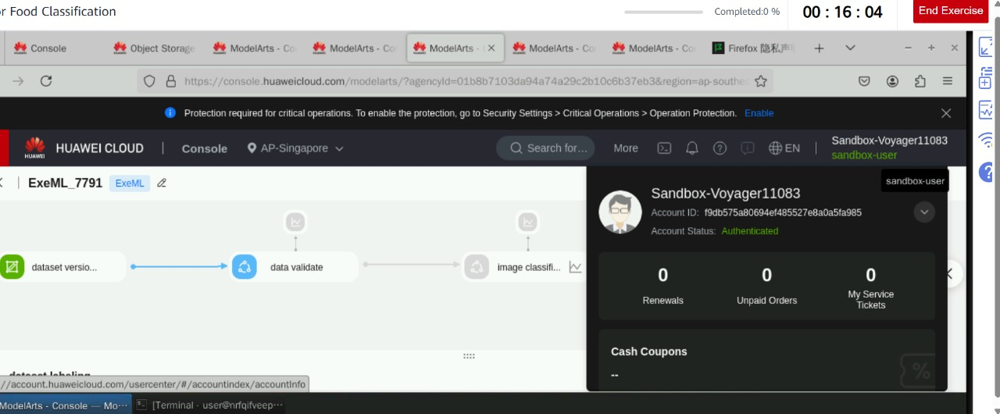 or Food Classification
Completed:0 %
00 : 16 : 04
End Exercise
Console
Object Storage
ModelArts - Co
ModelArts - Co
ModelArts -
ModelArts - Co
ModelArts - Co
Firefox 隐私声明
https://console.huaweicloud.com/modelarts/?agencyId=01b8b7103da94a74a29c2b10c6b37eb3&region=ap-southe
Protection required for critical operations. To enable the protection, go to Security Settings > Critical Operations > Operation Protection. Enable
HUAWEI
HUAWEI CLOUD
Console
AP-Singapore
Search for...
More
EN
Sandbox-Voyager11083
sandbox-user
ExeML_7791
ExeML
sandbox-user
Sandbox-Voyager11083
Account ID: f9db575a80694ef485527e8a0a5fa985
Account Status: Authenticated
dataset versio...
data validate
image classifi...
0
Renewals
0
Unpaid Orders
0
My Service
Tickets
Cash Coupons
--
dataset labeling
//account.huaweicloud.com/usercenter/#/accountindex/accountInfo
ModelArts - Console — Mo···
[Terminal - user@nrfqifveep···